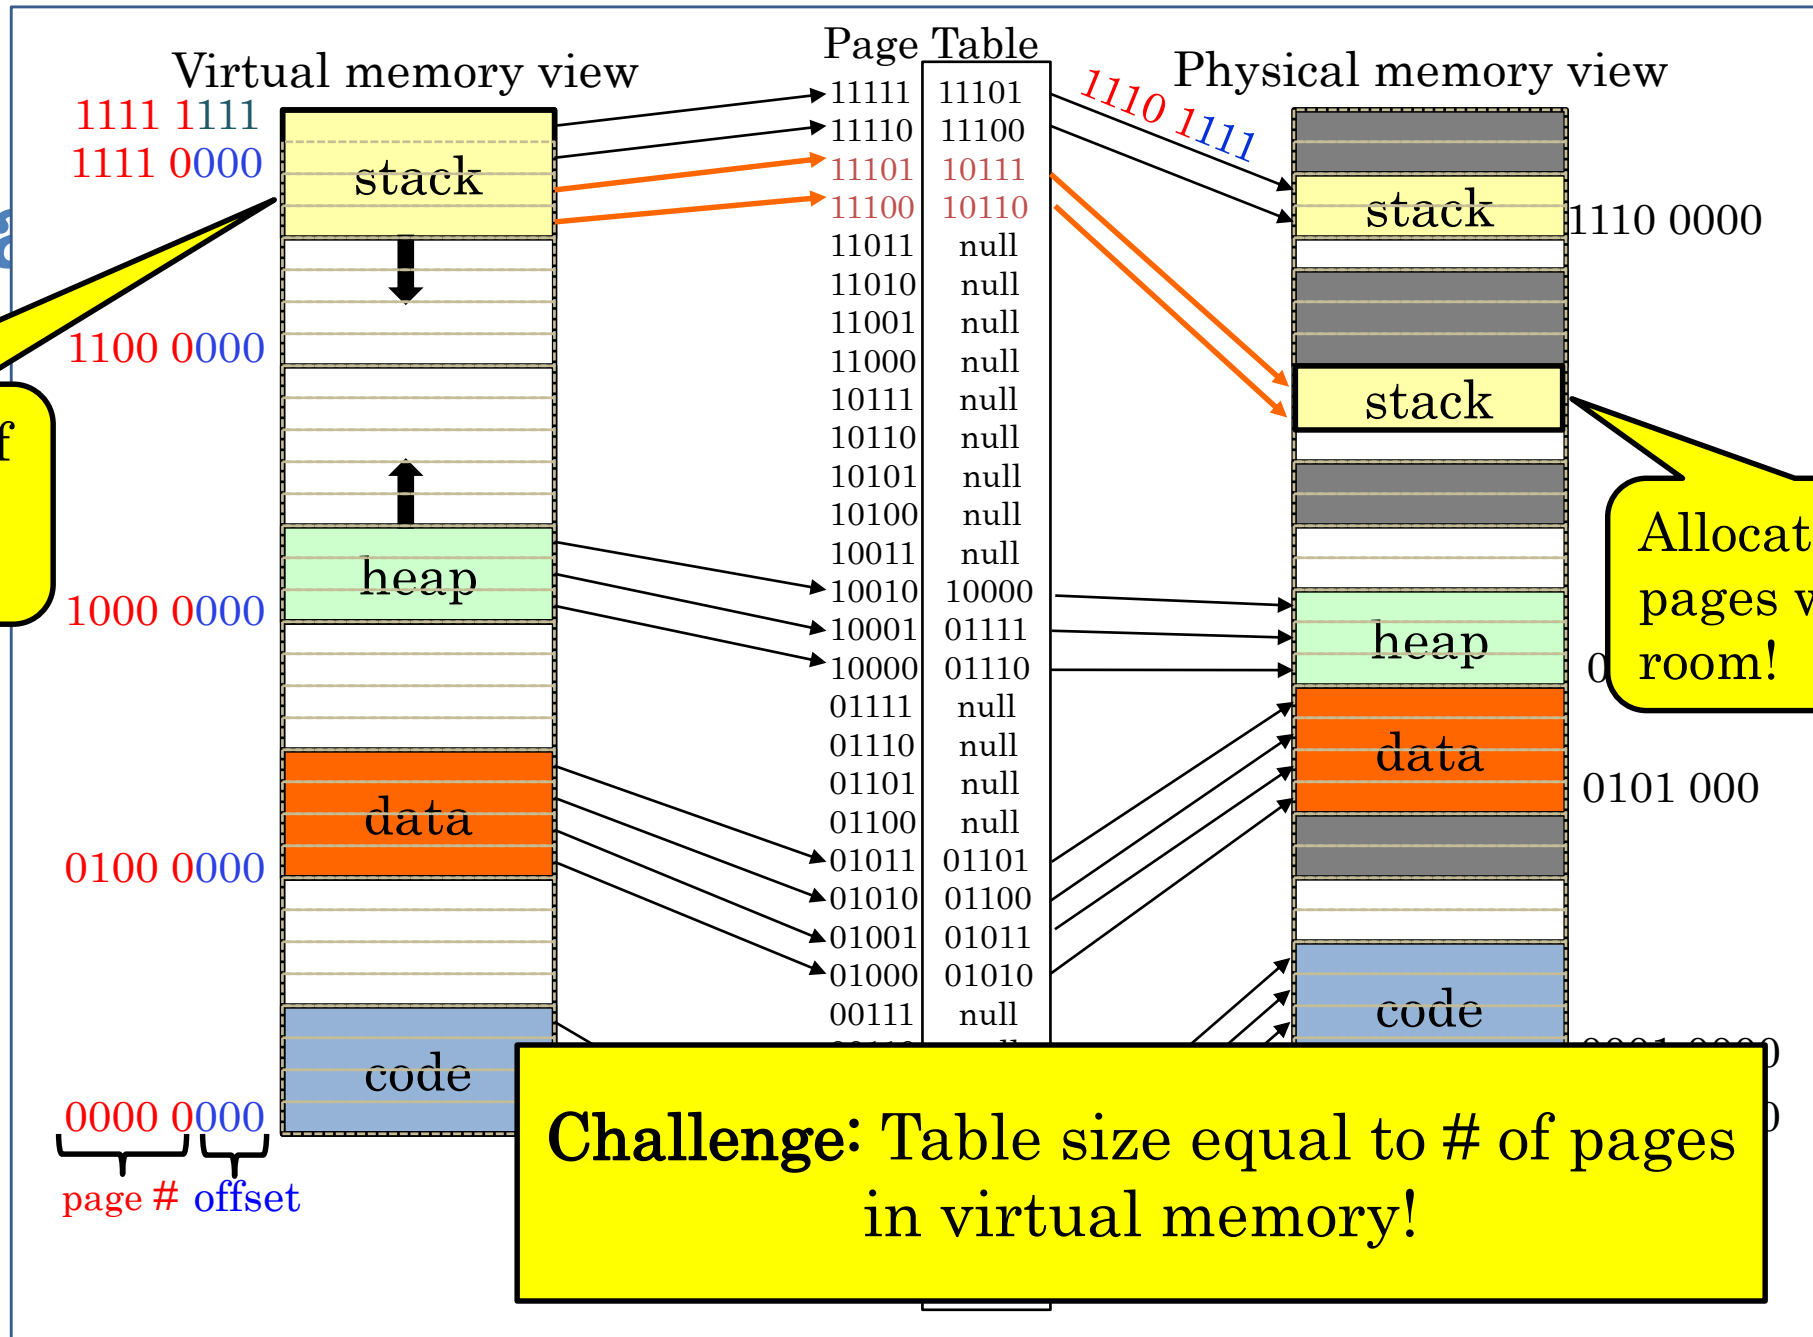 Page Table
Virtual memory view
Physical memory view
1111 1111
1111 0000
1100 0000
1000 0000
0100 0000
0000 0000
page # offset
stack
heap
data
code
f
11111 11101
11110 11100
11101 10111
11100 10110
11011 null
11010 null
11001 null
11000 null
10111 null
10110 null
10101 null
10100 null
10011 null
10010 10000
10001 01111
10000 01110
01111 null
01110 null
01101 null
01100 null
01011 01101
01010 01100
01001 01011
01000 01010
00111 null
1110 1111
stack
1110 0000
stack
heap
0
data
0101 000
code
Allocat
pages w
room!
Challenge: Table size equal to # of pages
in virtual memory!